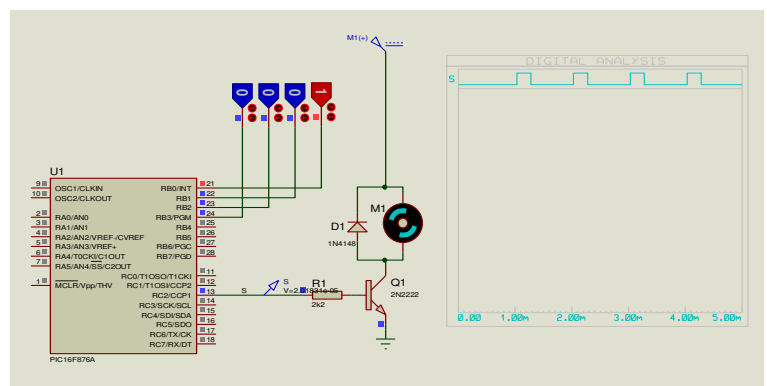 M1(+)
DIGITAL ANALYSIS
S
0 0 0 1
U1
9 OSC1/CLKIN RB0/INT 21
10 OSC2/CLKOUT RB1 22
RB2 23
2 RA0/AN0 RB3/PGM 24
3 RA1/AN1 RB4 25
4 RA2/AN2/VREF-/CVREF RB5 26
5 RA3/AN3/VREF+ RB6/PGC 27
6 RA4/T0CKI/C1OUT RB7/PGD 28
7 RA5/AN4/SS/C2OUT
RC0/T1OSO/T1CKI 11
1 MCLR/Vpp/THV RC1/T1OSI/CCP2 12
RC2/CCP1 13
RC3/SCK/SCL 14
RC4/SDI/SDA 15
RC5/SDO 16
RC6/TX/CK 17
RC7/RX/DT 18
PIC16F876A
M1
D1
1N4148
S
S
R1
2k2
Q1
2N2222
0.00 1.00m 2.00m 3.00m 4.00m 5.00m